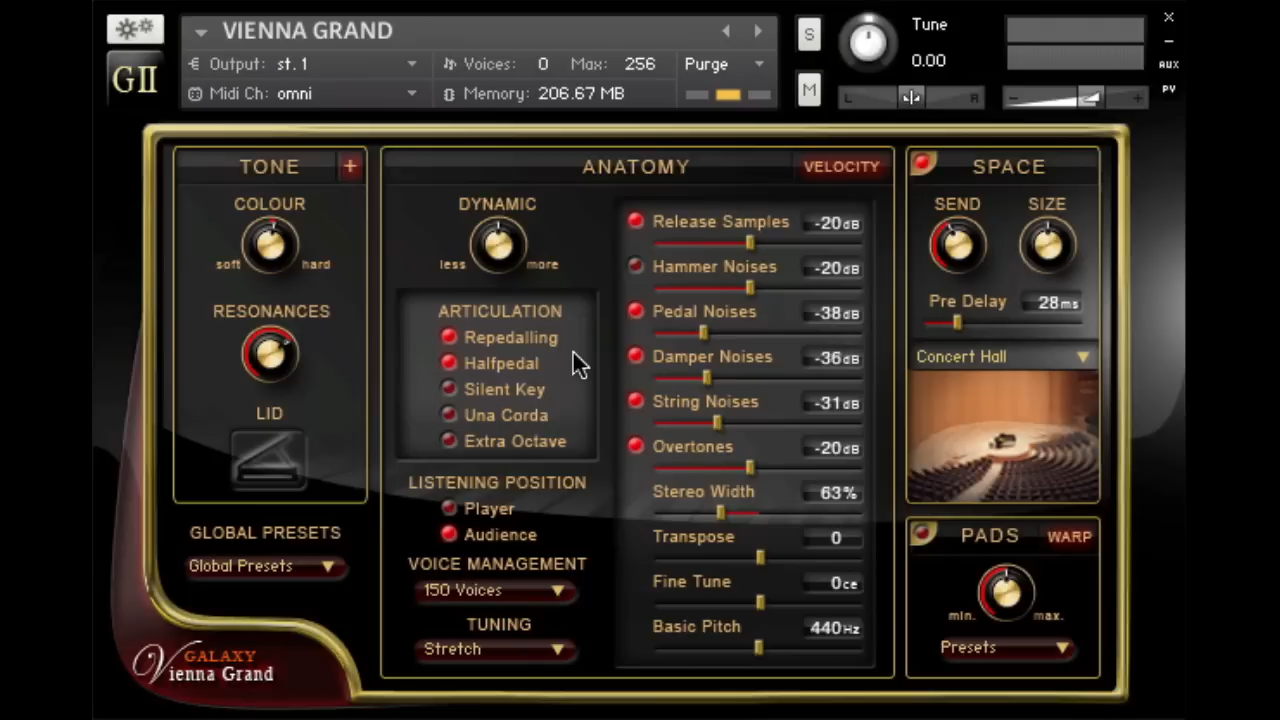 VIENNA GRAND
Output: st. 1
Voices: 0 Max: 256
Purge
Midi Ch: omni
Memory: 206.67 MB
S
M
Tune
0.00
L R
- +
×
–
AUX
PV
GII
TONE +
COLOUR
soft hard
RESONANCES
LID
GLOBAL PRESETS
Global Presets
GALAXY
Vienna Grand
ANATOMY VELOCITY
DYNAMIC
less more
ARTICULATION
Repedalling
Halfpedal
Silent Key
Una Corda
Extra Octave
LISTENING POSITION
Player
Audience
VOICE MANAGEMENT
150 Voices
TUNING
Stretch
Release Samples -20dB
Hammer Noises -20dB
Pedal Noises -38dB
Damper Noises -36dB
String Noises -31dB
Overtones -20dB
Stereo Width 63%
Transpose 0
Fine Tune 0ce
Basic Pitch 440Hz
SPACE
SEND SIZE
Pre Delay 28ms
Concert Hall
PADS WARP
min. max.
Presets